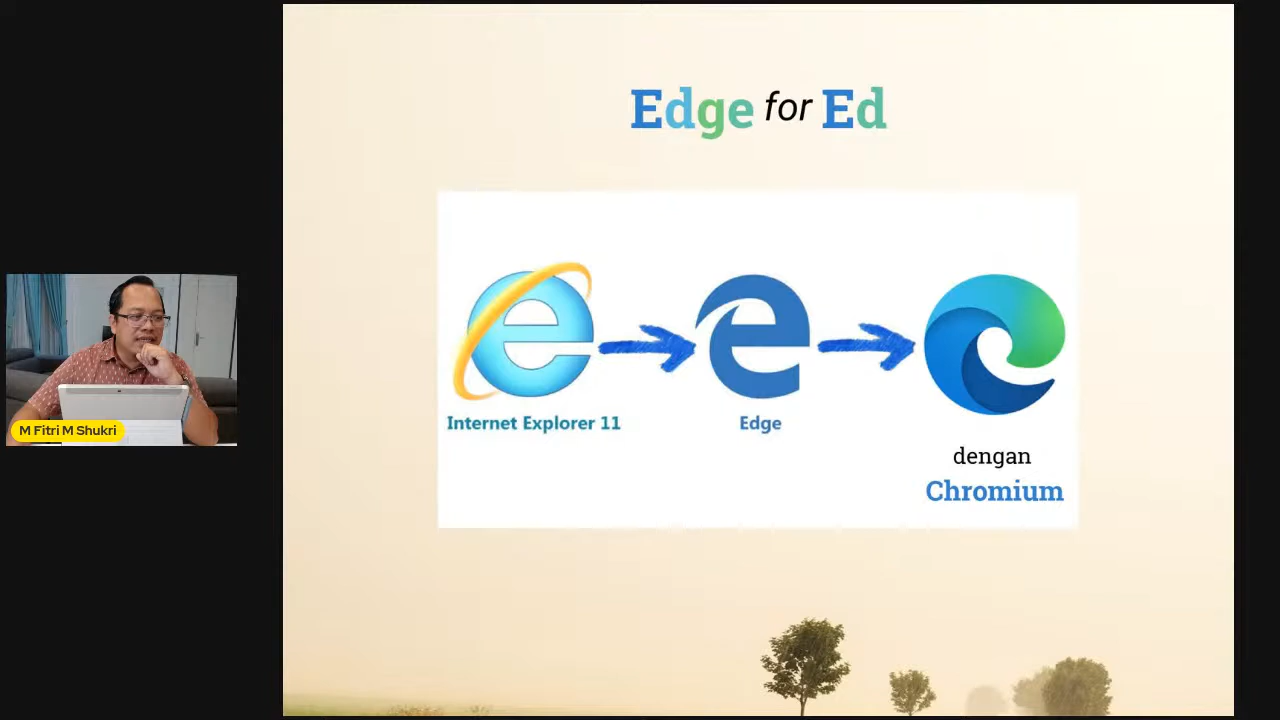 Edge for Ed
Internet Explorer 11
Edge
dengan
Chromium
M Fitri M Shukri